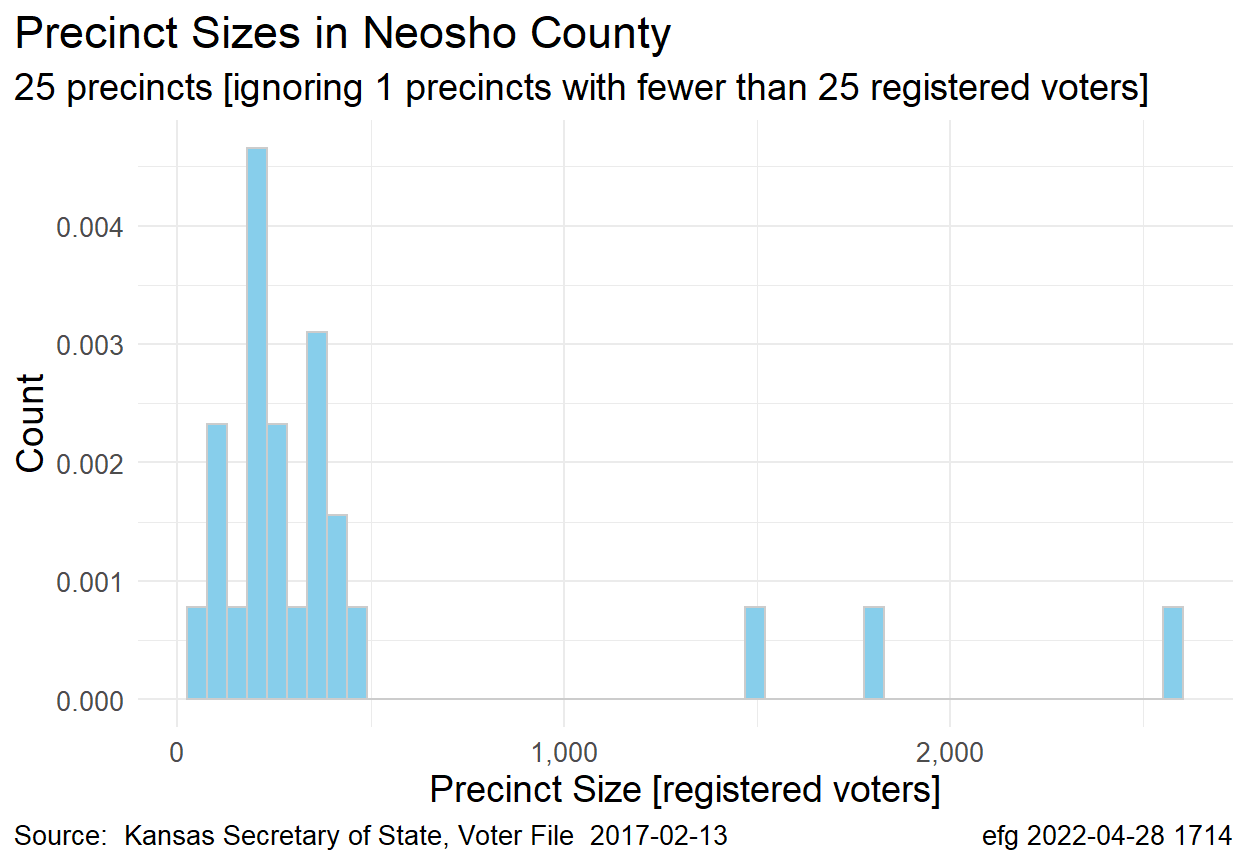 Precinct Sizes in Neosho County
25 precincts [ignoring 1 precincts with fewer than 25 registered voters]
Count
0.004
0.003
0.002
0.001
0.000
0 1,000 2,000
Precinct Size [registered voters]
Source:  Kansas Secretary of State, Voter File  2017-02-13 efg 2022-04-28 1714